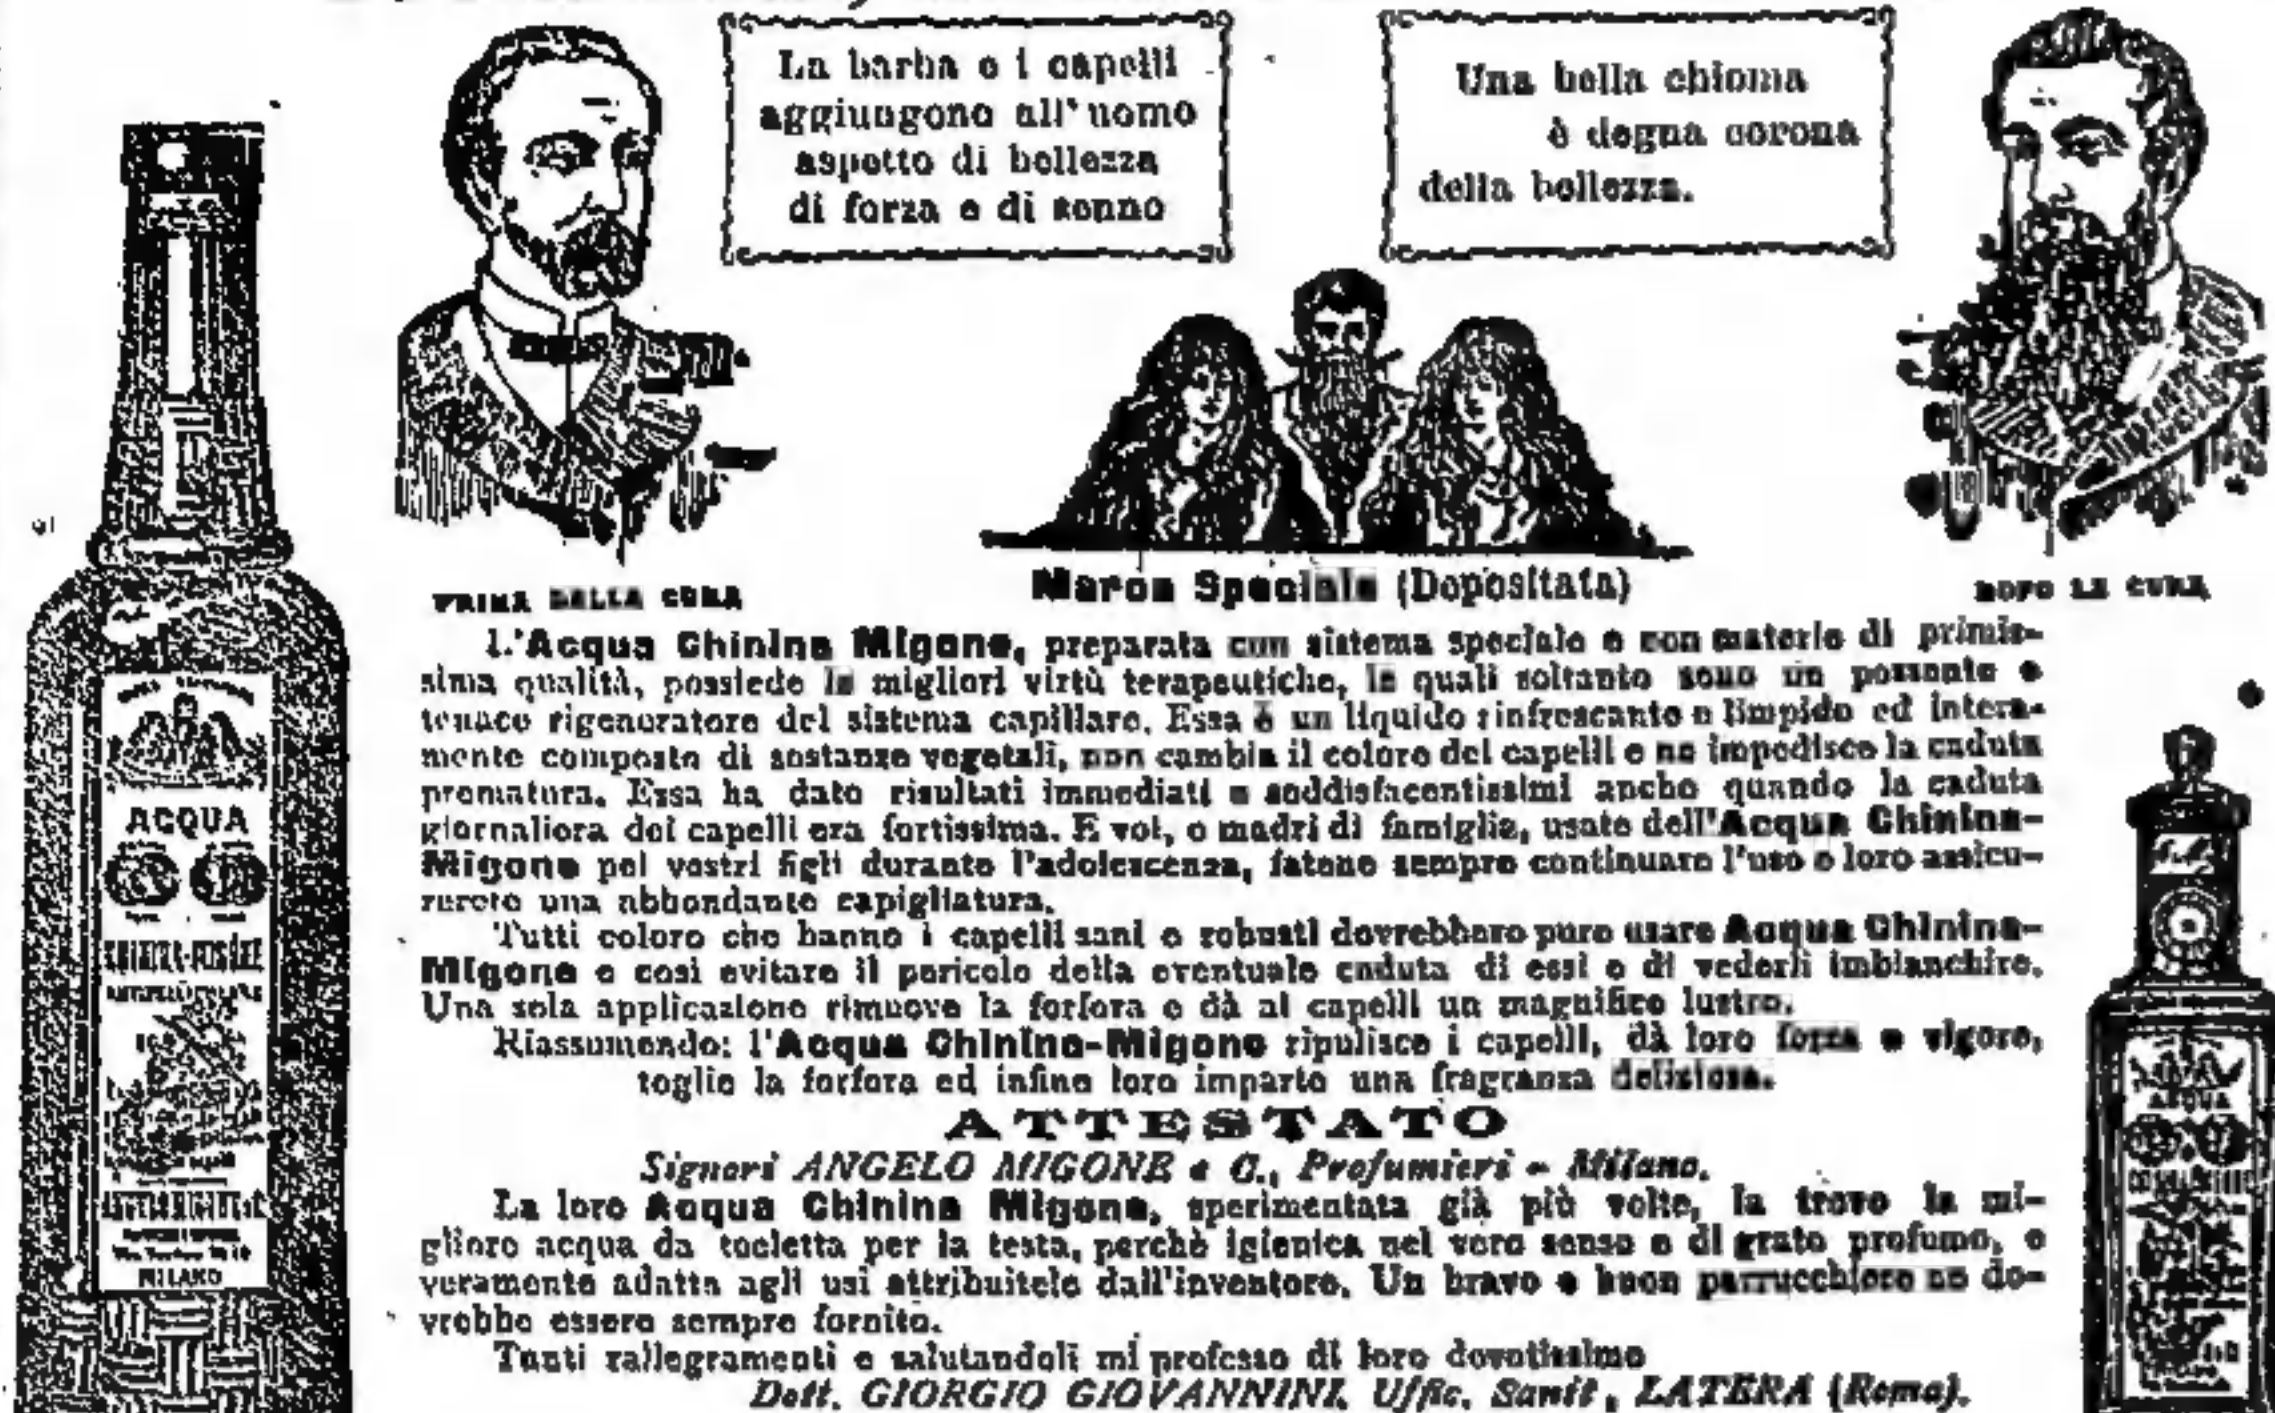 La barba e i capelli
aggiungono all'uomo
aspetto di bellezza
di forza e di senno
Una bella chioma
è degna corona
della bellezza.
PRIMA DELLA CURA
Marca Speciale (Depositata)
DOPO LA CURA
L'Acqua Chinina Migone, preparata con sistema speciale e con materie di primis-
sima qualità, possiede le migliori virtù terapeutiche, le quali soltanto sono un possente e
tenace rigeneratore del sistema capillare. Essa è un liquido rinfrescante e limpido ed intera-
mente composto di sostanze vegetali, non cambia il colore dei capelli e ne impedisce la caduta
prematura. Essa ha dato risultati immediati e soddisfacentissimi anche quando la caduta
giornaliera dei capelli era fortissima. E voi, o madri di famiglia, usate dell'Acqua Chinina-
Migone pei vostri figli durante l'adolescenza, fatene sempre continuare l'uso e loro assicu-
rerete una abbondante capigliatura.
Tutti coloro che hanno i capelli sani e robusti dovrebbero pure usare Acqua Chinina-
Migone e così evitare il pericolo della eventuale caduta di essi e di vederli imbianchire.
Una sola applicazione rimuove la forfora e dà ai capelli un magnifico lustro.
Riassumendo: l'Acqua Chinina-Migone ripulisce i capelli, dà loro forza e vigore,
toglie la forfora ed infine loro imparte una fragranza deliziosa.
ATTESTATO
Signori ANGELO MIGONE e C., Profumieri - Milano.
La loro Acqua Chinina Migone, sperimentata già più volte, la trovo la mi-
gliore acqua da toeletta per la testa, perchè igienica nel vero senso e di grato profumo, e
veramente adatta agli usi attribuitele dall'inventore. Un bravo e buon parrucchiere ne do-
vrebbe essere sempre fornito.
Tanti rallegramenti e salutandoli mi professo di loro devotissimo
Dott. GIORGIO GIOVANNINI, Uffic. Sanit, LATERA (Roma).
ACQUA
CHININA-MIGONE
MILANO
ACQUA